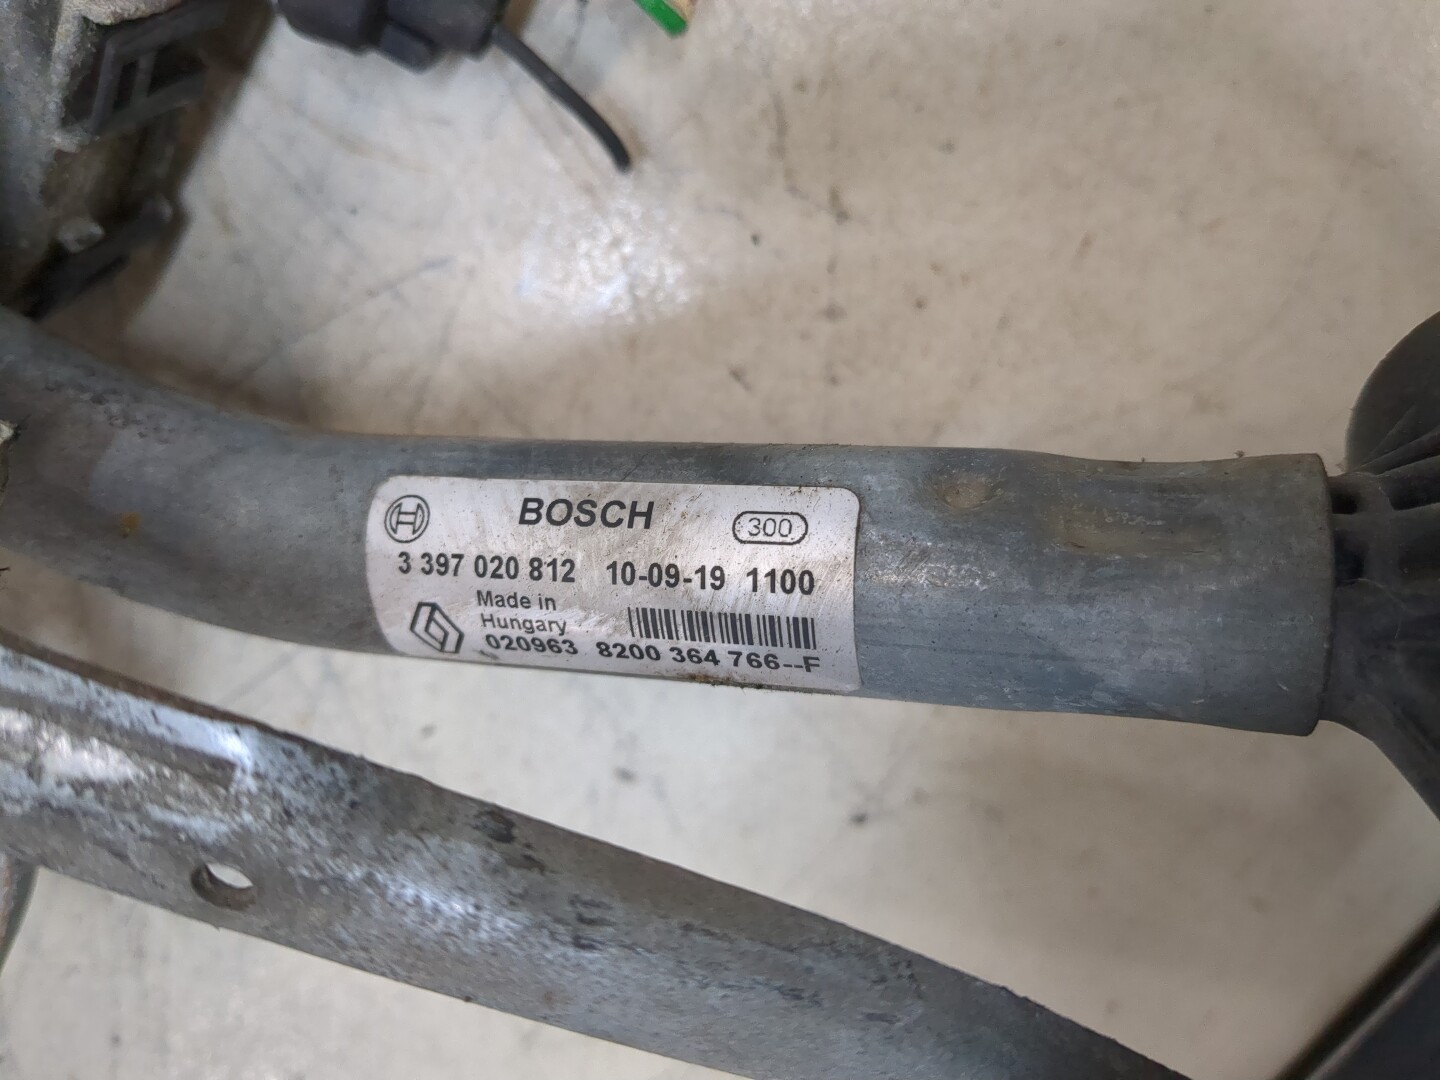 BOSCH 300
3 397 020 812 10-09-19 1100
Made in
Hungary
020963 8200 364 766--F